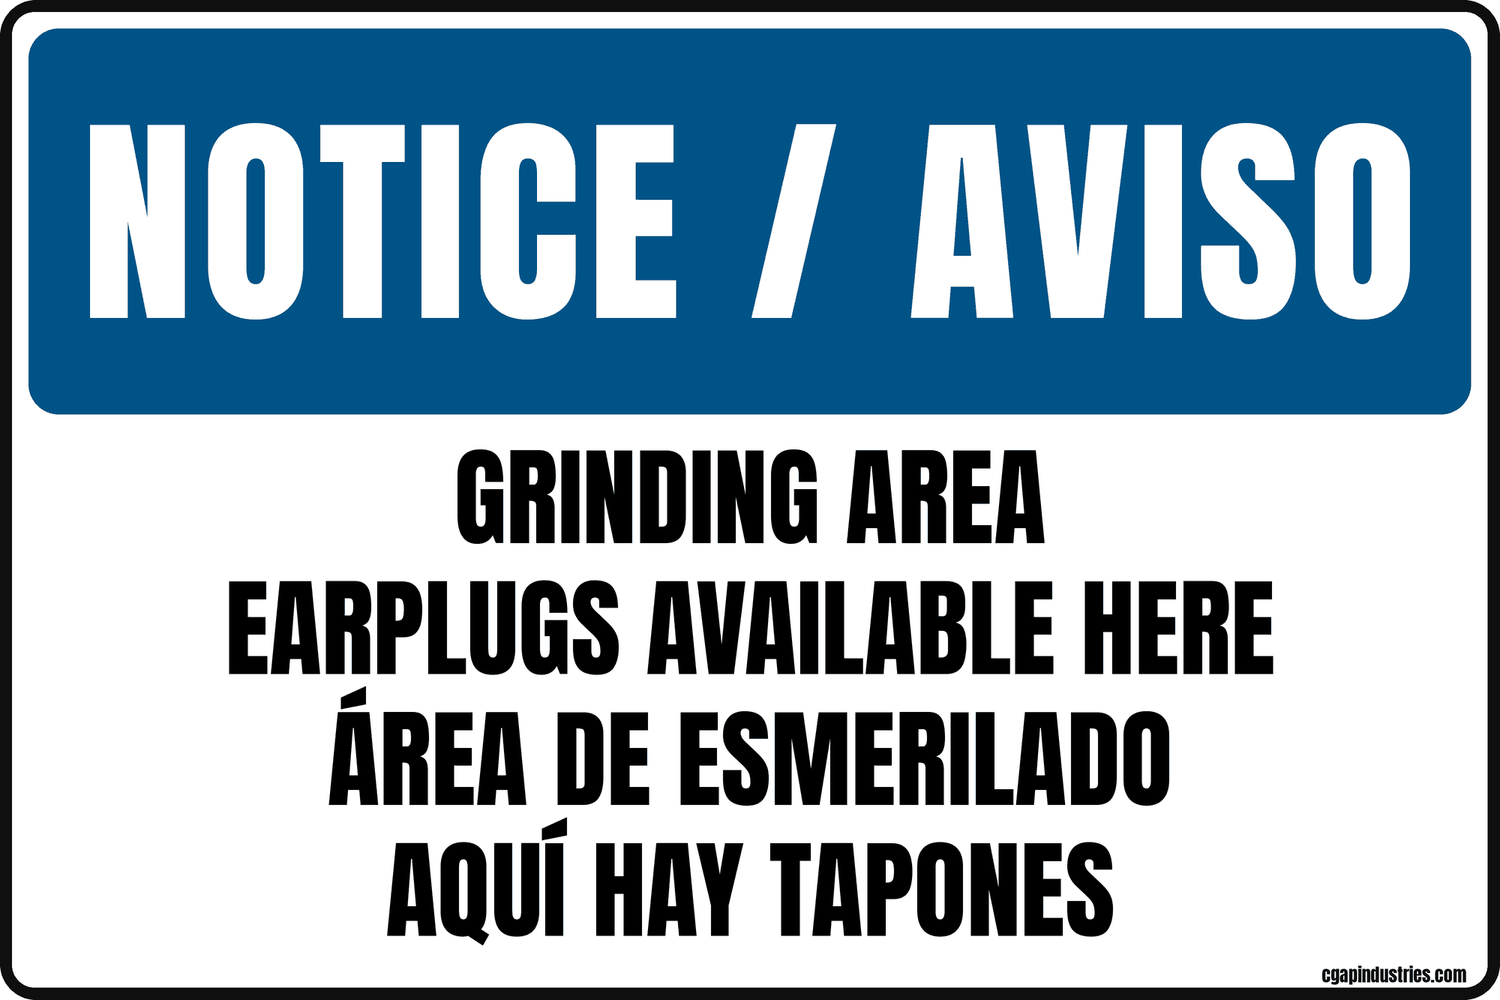 NOTICE / AVISO
GRINDING AREA
EARPLUGS AVAILABLE HERE
ÁREA DE ESMERILADO
AQUÍ HAY TAPONES
cgapindustries.com